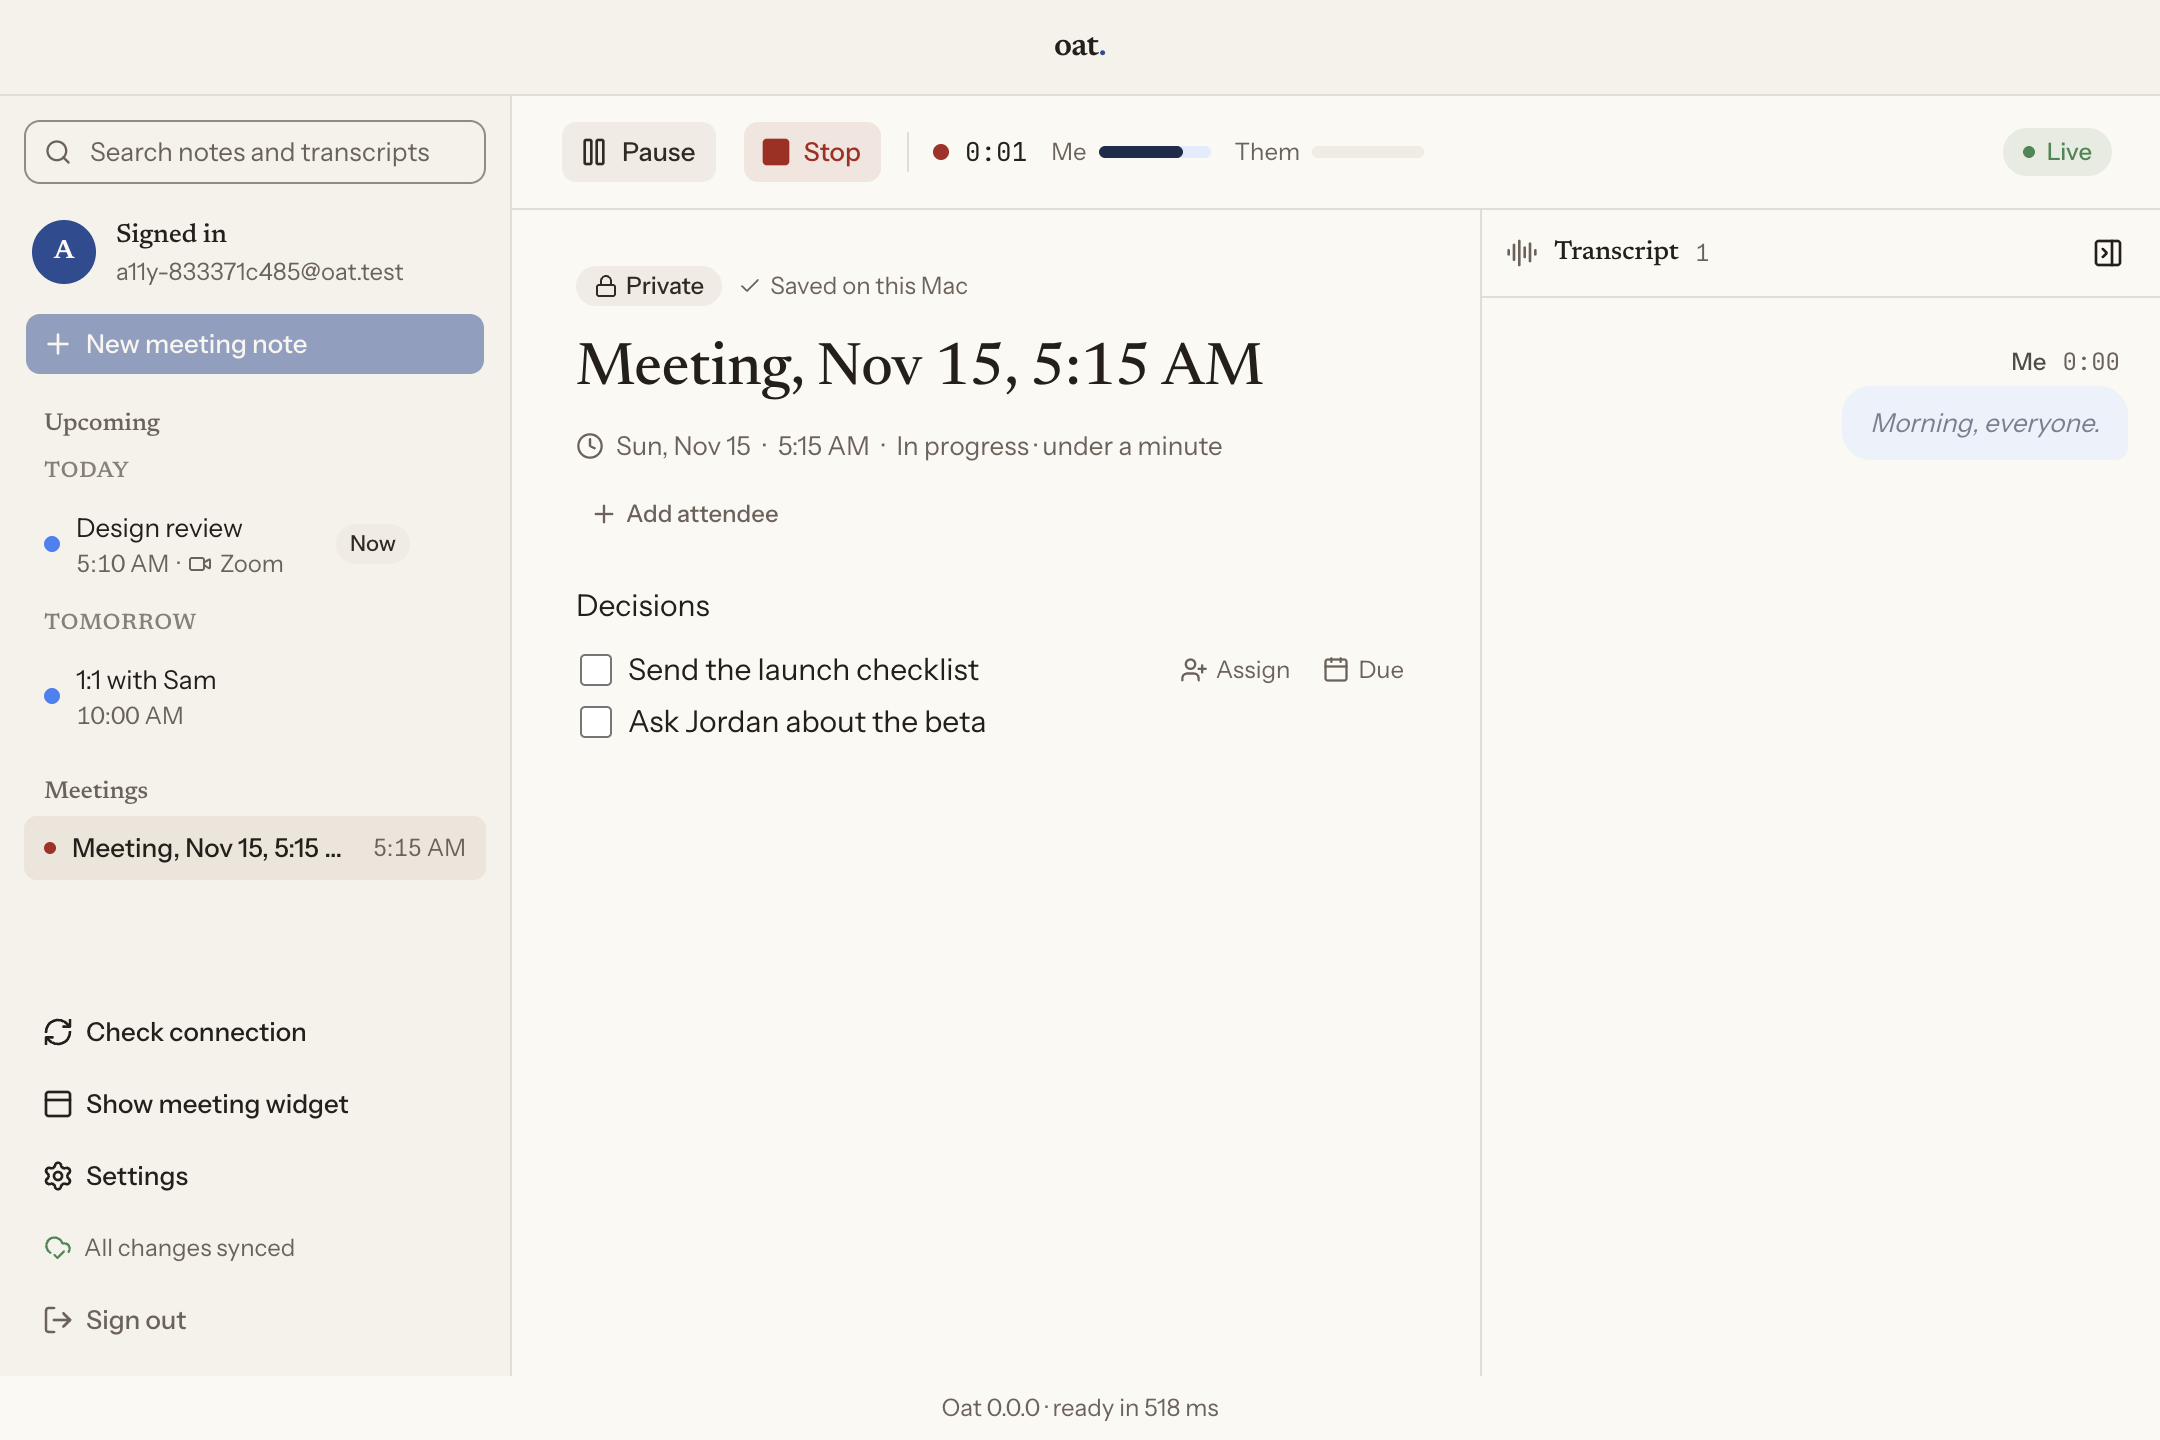 oat.
Search notes and transcripts
A
Signed in
a11y-833371c485@oat.test
New meeting note
Upcoming
TODAY
Design review
5:10 AM · Zoom
Now
TOMORROW
1:1 with Sam
10:00 AM
Meetings
Meeting, Nov 15, 5:15 ...
5:15 AM
Check connection
Show meeting widget
Settings
All changes synced
Sign out
Pause
Stop
0:01
Me
Them
Live
Private
Saved on this Mac
Meeting, Nov 15, 5:15 AM
Sun, Nov 15 · 5:15 AM · In progress · under a minute
Add attendee
Decisions
Send the launch checklist
Assign
Due
Ask Jordan about the beta
Transcript 1
Me 0:00
Morning, everyone.
Oat 0.0.0 · ready in 518 ms